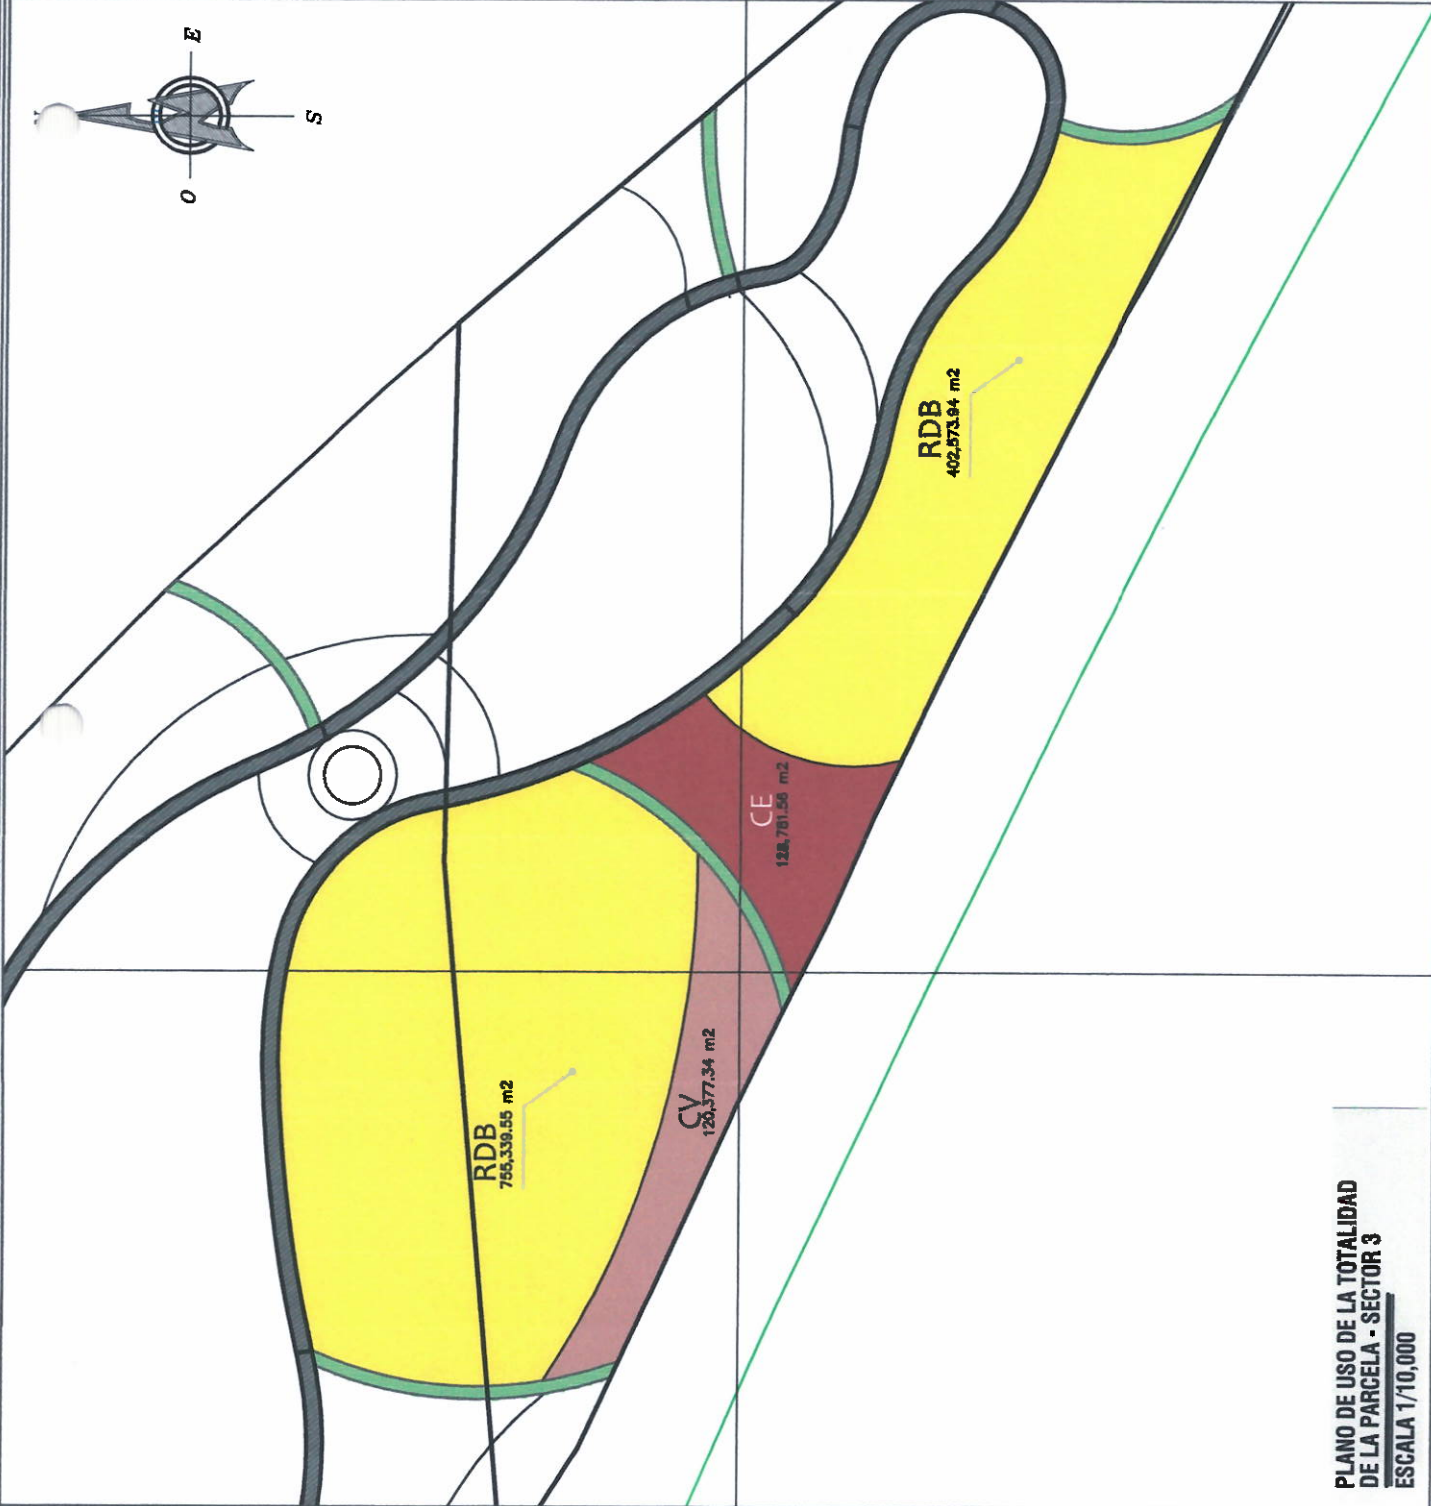 E
S
O
RDB
402,573.94 m2
CE
128,781.56 m2
CV
120,377.34 m2
RDB
755,339.55 m2
PLANO DE USO DE LA TOTALIDAD
DE LA PARCELA - SECTOR 3
ESCALA 1/10,000